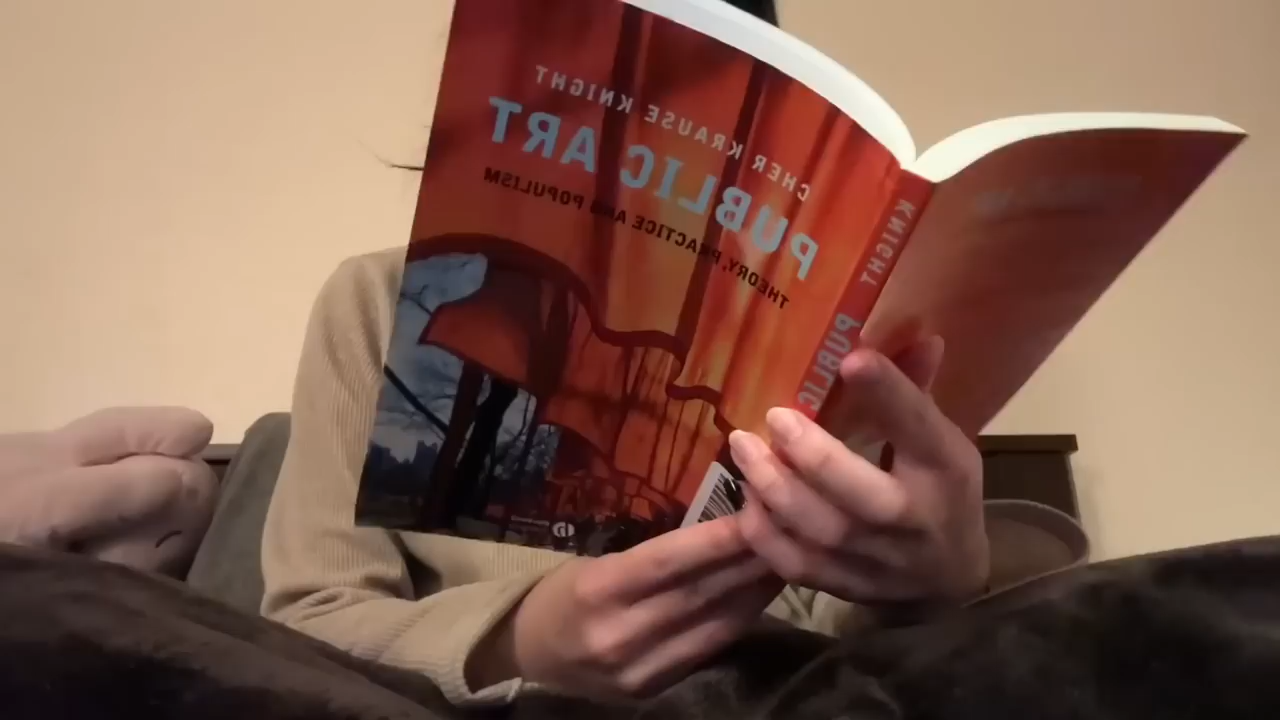 CHER KRAUSE KNIGHT
PUBLIC ART
THEORY, PRACTICE AND POPULISM
KNIGHT PUBLIC